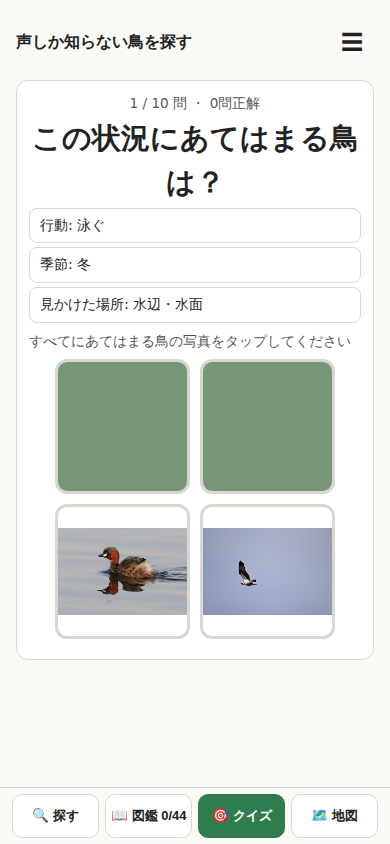 声しか知らない鳥を探す
☰
1 / 10 問 ・ 0問正解
この状況にあてはまる鳥
は？
行動: 泳ぐ
季節: 冬
見かけた場所: 水辺・水面
すべてにあてはまる鳥の写真をタップしてください
🔍 探す
📖 図鑑 0/44
🎯 クイズ
🗺️ 地図